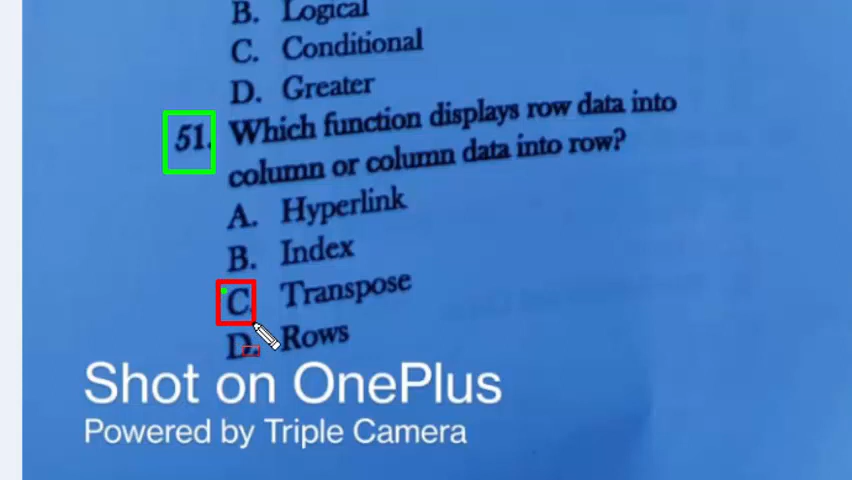 B. Logical
C. Conditional
D. Greater
51. Which function displays row data into
column or column data into row?
A. Hyperlink
B. Index
C. Transpose
D. Rows
Shot on OnePlus
Powered by Triple Camera